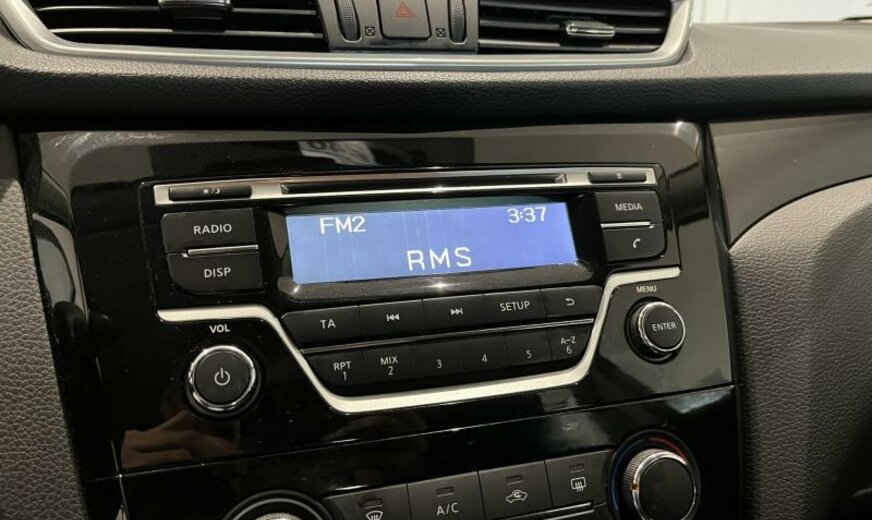 FM2 3:37
RMS
RADIO
MEDIA
DISP
TA
SETUP
VOL
MENU
ENTER
RPT 1
MIX 2
3
4
5
A-Z 6
A/C